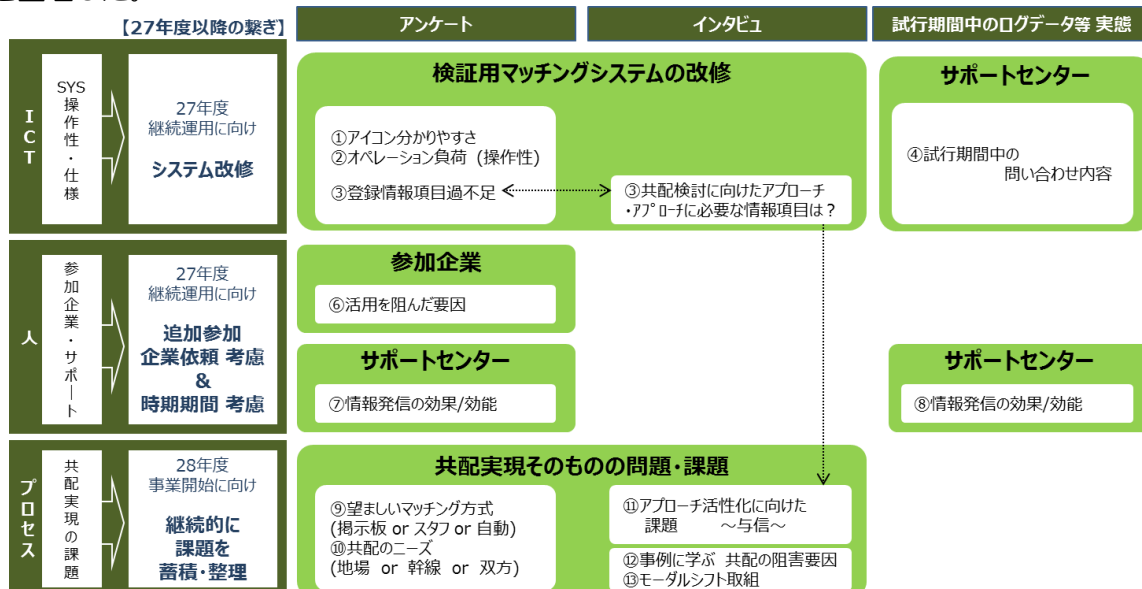 【27年度以降の繋ぎ】
アンケート
インタビュ
試行期間中のログデータ等 実態
ICT
SYS操作性・仕様
27年度
継続運用に向け
システム改修
検証用マッチングシステムの改修
①アイコン分かりやすさ
②オペレーション負荷 (操作性)
③登録情報項目過不足
③共配検討に向けたアプローチ
・アプローチに必要な情報項目は？
サポートセンター
④試行期間中の
問い合わせ内容
人
参加企業・サポート
27年度
継続運用に向け
追加参加
企業依頼 考慮
&
時期期間 考慮
参加企業
⑥活用を阻んだ要因
サポートセンター
⑦情報発信の効果/効能
サポートセンター
⑧情報発信の効果/効能
プロセス
共配実現の課題
28年度
事業開始に向け
継続的に
課題を
蓄積・整理
共配実現そのものの問題・課題
⑨望ましいマッチング方式
(掲示板 or スタフ or 自動)
⑩共配のニーズ
(地場 or 幹線 or 双方)
⑪アプローチ活性化に向けた
課題 ～与信～
⑫事例に学ぶ 共配の阻害要因
⑬モーダルシフト取組